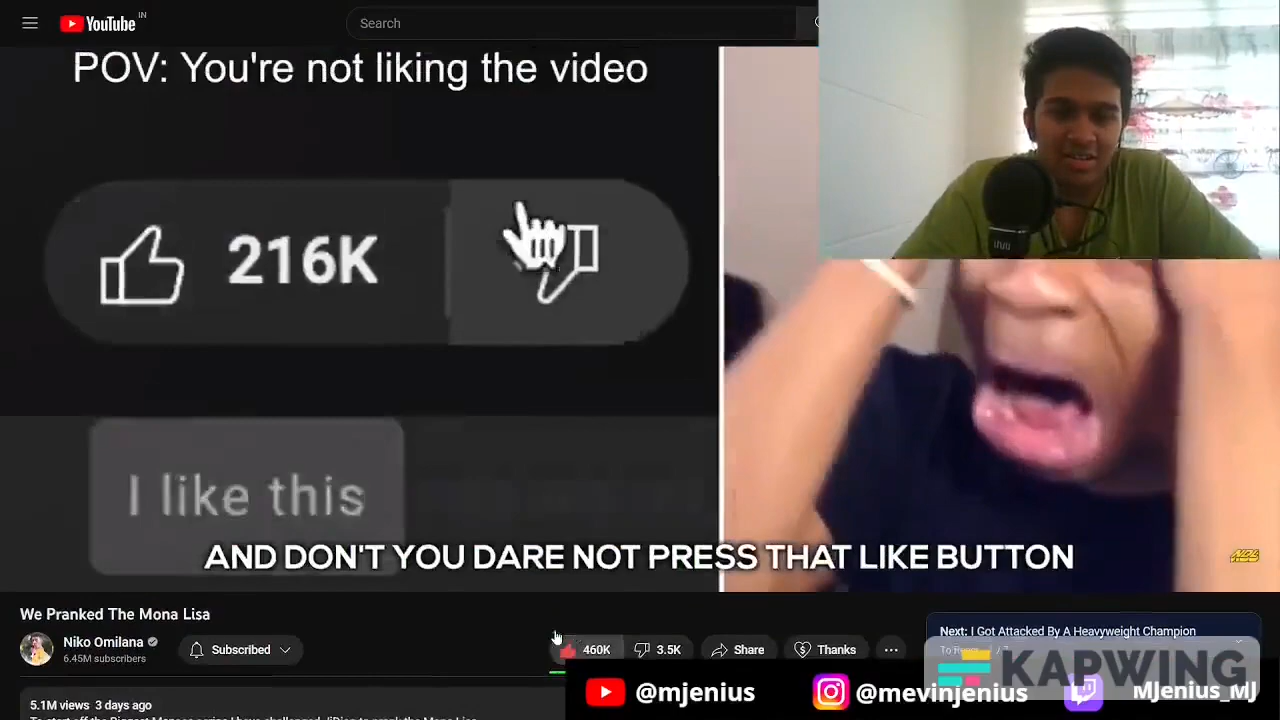 YouTube IN
Search
POV: You're not liking the video
216K
I like this
AND DON'T YOU DARE NOT PRESS THAT LIKE BUTTON
NDL
We Pranked The Mona Lisa
Niko Omilana
6.45M subscribers
Subscribed
460K
3.5K
Share
Thanks
Next: I Got Attacked By A Heavyweight Champion
KAPWING
@mjenius
@mevinjenius
MJenius_MJ
5.1M views 3 days ago